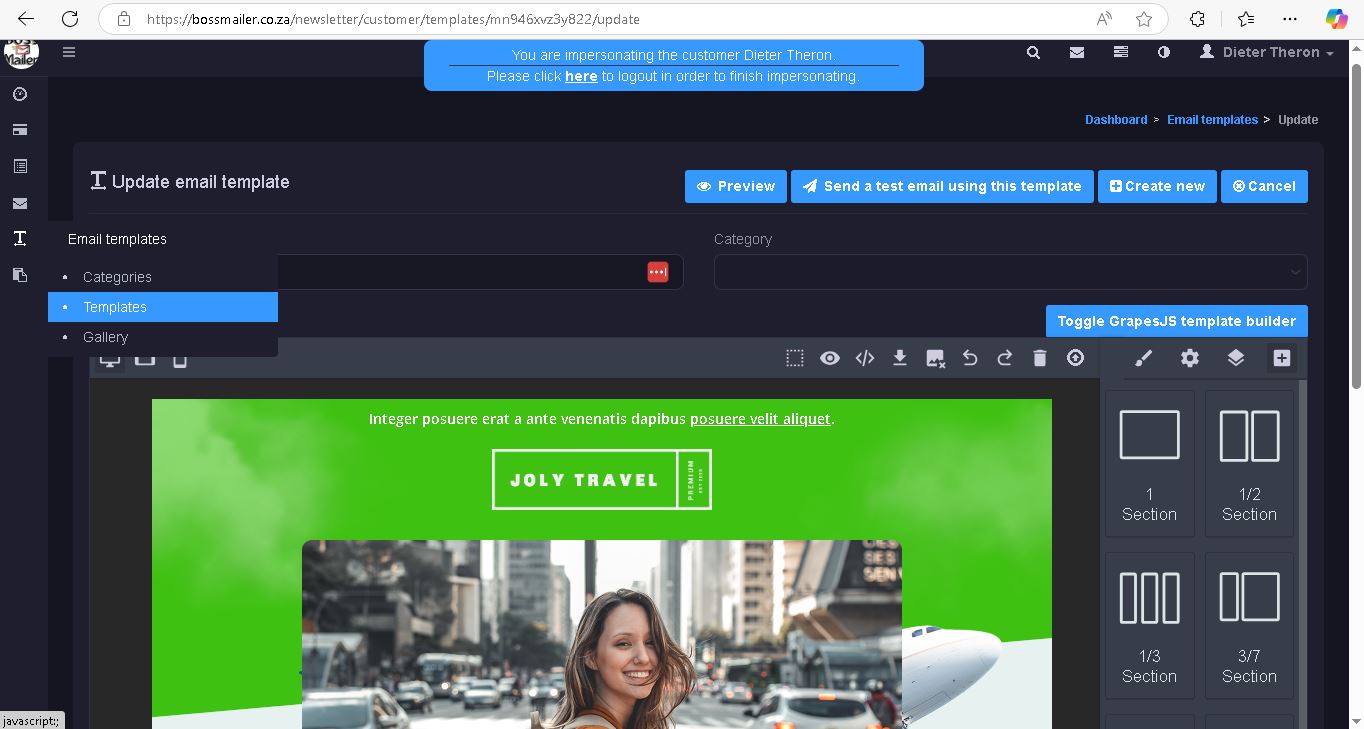 https://bossmailer.co.za/newsletter/customer/templates/mn946xvz3y822/update
Mailer
You are impersonating the customer Dieter Theron.
Please click here to logout in order to finish impersonating.
Dieter Theron
Dashboard > Email templates > Update
Update email template
Preview
Send a test email using this template
Create new
Cancel
Email templates
Category
Categories
Templates
Gallery
Toggle GrapesJS template builder
Integer posuere erat a ante venenatis dapibus posuere velit aliquet.
JOLY TRAVEL
PREMIUM
1
Section
1/2
Section
1/3
Section
3/7
Section
javascript:;